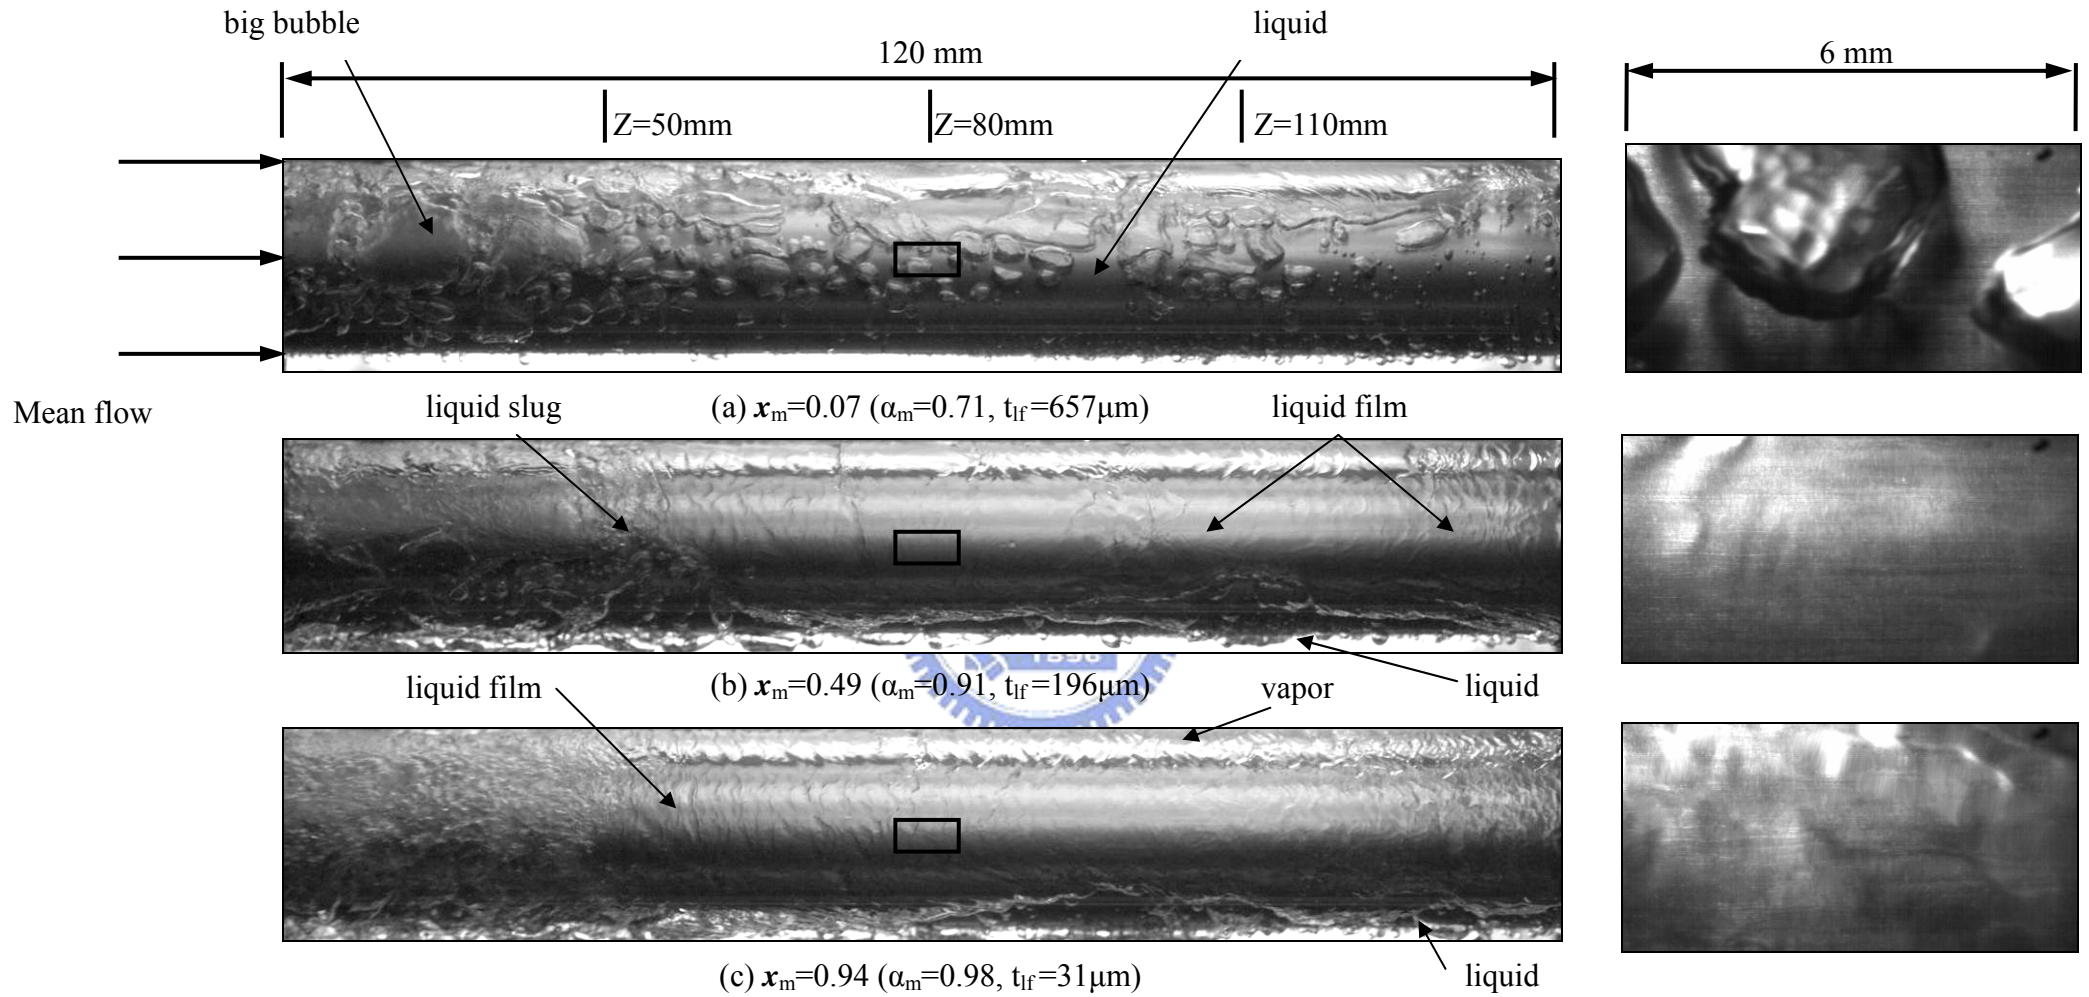 big bubble
liquid
120 mm
6 mm
Z=50mm
Z=80mm
Z=110mm
Mean flow
liquid slug
(a) xm=0.07 (αm=0.71, tlf=657μm)
liquid film
(b) xm=0.49 (αm=0.91, tlf=196μm)
1896
liquid film
vapor
liquid
(c) xm=0.94 (αm=0.98, tlf=31μm)
liquid